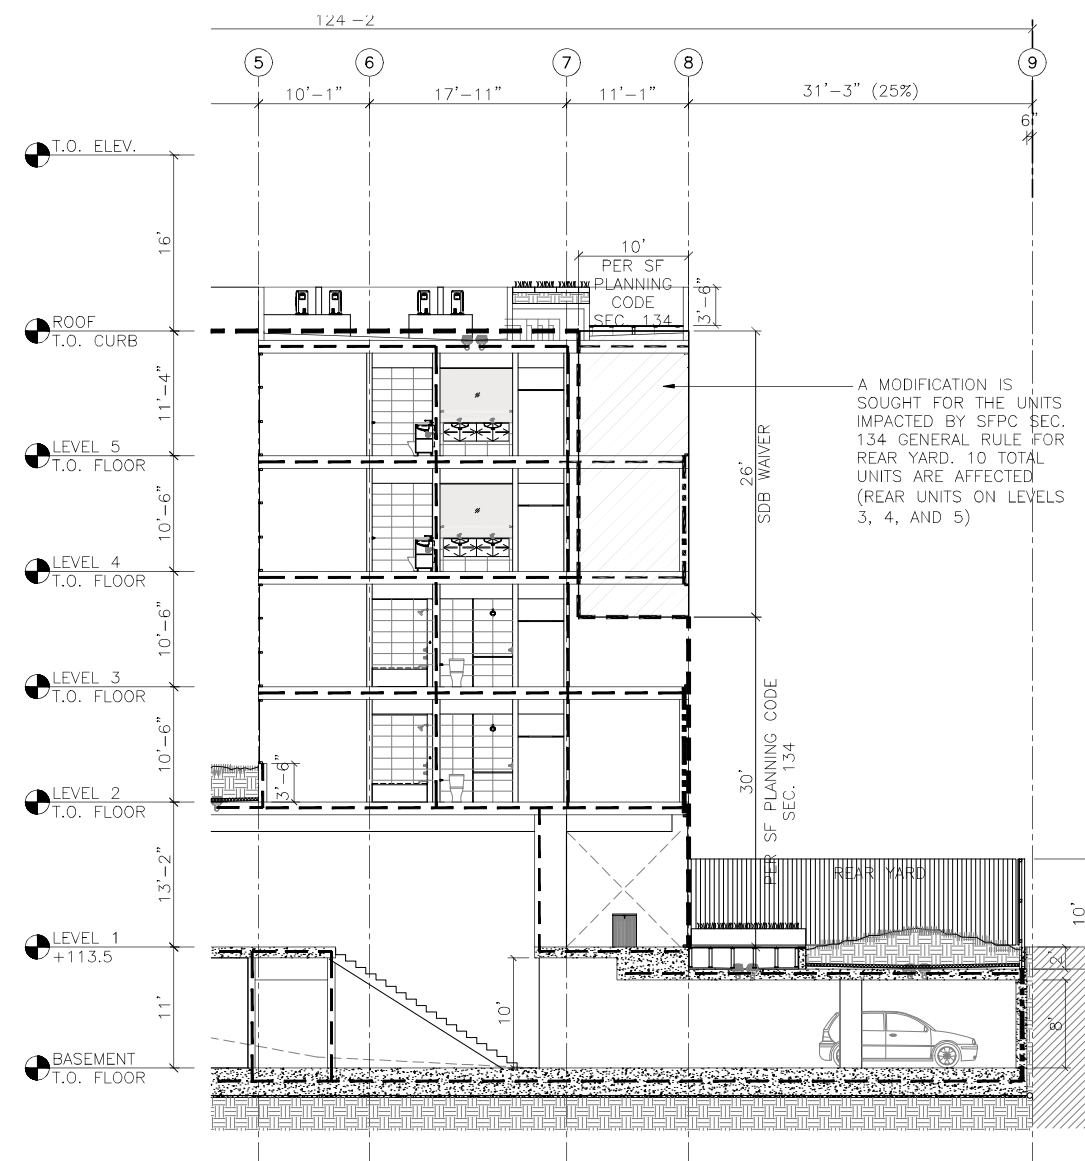 124'-2
5 6 7 8 9
10'-1" 17'-11" 11'-1" 31'-3" (25%)
6"
T.O. ELEV.
16'
10'
PER SF
PLANNING
CODE
SEC. 134
3'-6"
ROOF
T.O. CURB
11'-4"
A MODIFICATION IS
SOUGHT FOR THE UNITS
IMPACTED BY SFPC SEC.
134 GENERAL RULE FOR
REAR YARD. 10 TOTAL
UNITS ARE AFFECTED
(REAR UNITS ON LEVELS
3, 4, AND 5)
LEVEL 5
T.O. FLOOR
26'
SDB WAIVER
10'-6"
LEVEL 4
T.O. FLOOR
10'-6"
LEVEL 3
T.O. FLOOR
10'-6"
3'-6"
30'
PER SF PLANNING CODE
SEC. 134
LEVEL 2
T.O. FLOOR
13'-2"
REAR YARD
10'
LEVEL 1
+113.5
11'
10'
2'
8'
BASEMENT
T.O. FLOOR